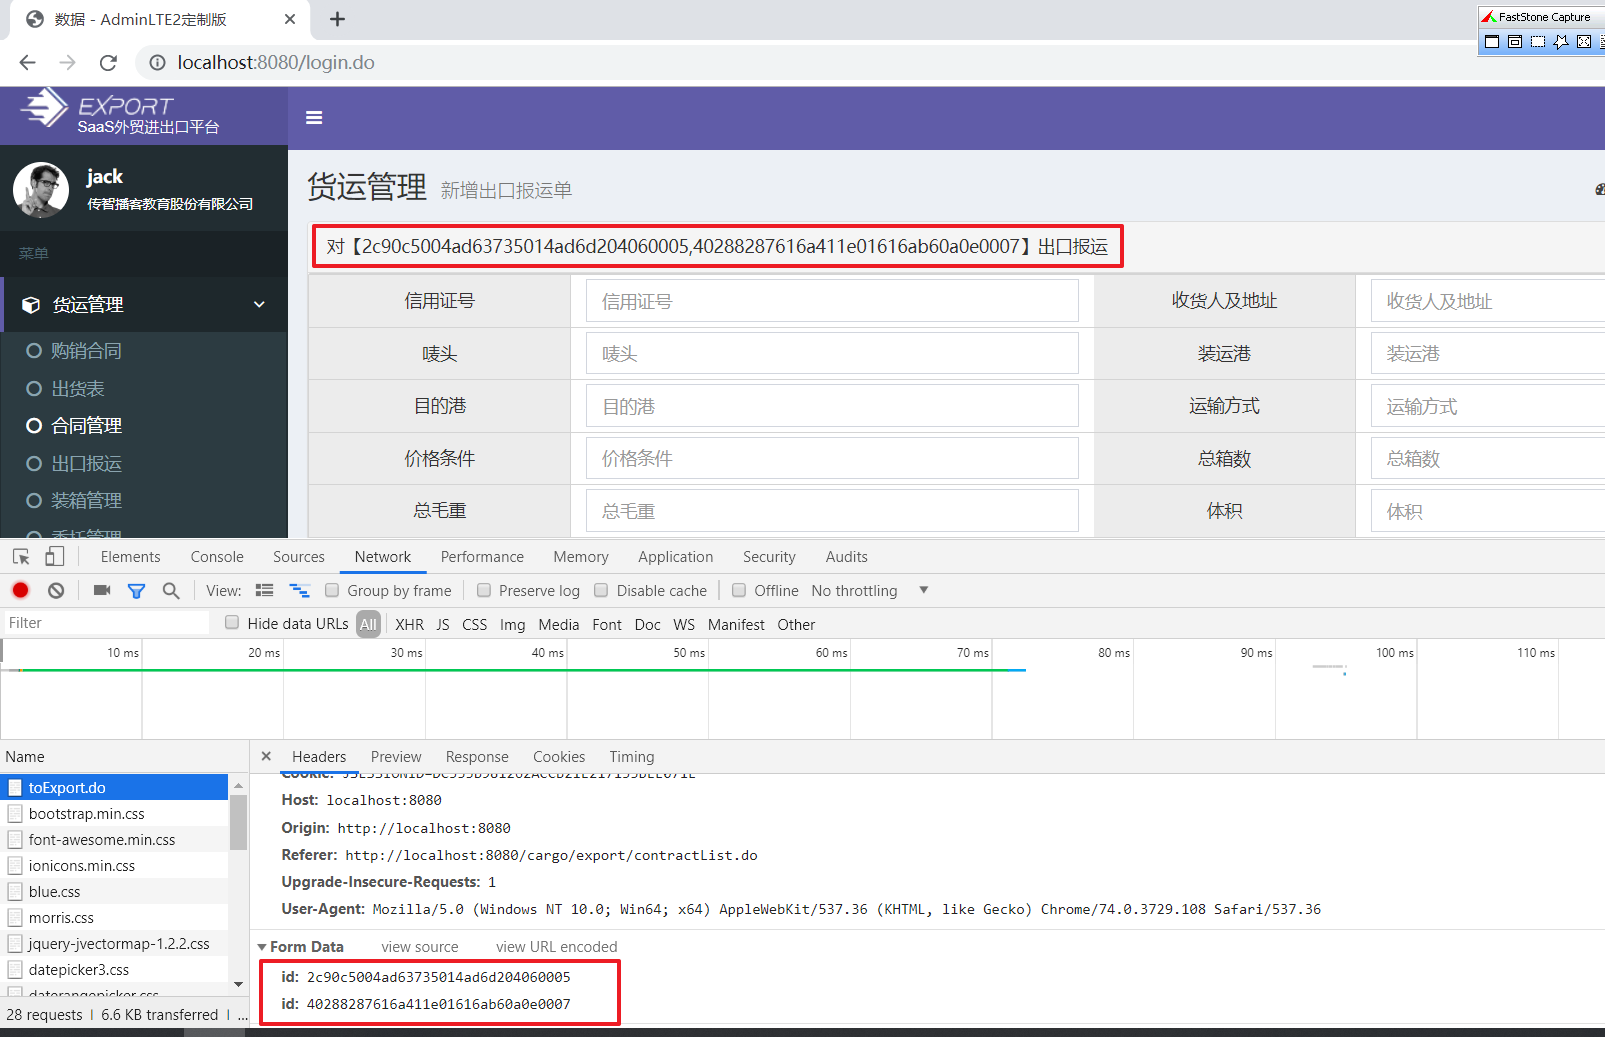 数据 - AdminLTE2定制版
FastStone Capture
localhost:8080/login.do
EXPORT
SaaS外贸进出口平台
jack
传智播客教育股份有限公司
货运管理 新增出口报运单
菜单
对【2c90c5004ad63735014ad6d204060005,40288287616a411e01616ab60a0e0007】出口报运
货运管理
购销合同
出货表
合同管理
出口报运
装箱管理
委托管理
信用证号 信用证号 收货人及地址 收货人及地址
唛头 唛头 装运港 装运港
目的港 目的港 运输方式 运输方式
价格条件 价格条件 总箱数 总箱数
总毛重 总毛重 体积 体积
Elements Console Sources Network Performance Memory Application Security Audits
View: Group by frame Preserve log Disable cache Offline No throttling
Filter Hide data URLs All XHR JS CSS Img Media Font Doc WS Manifest Other
10 ms 20 ms 30 ms 40 ms 50 ms 60 ms 70 ms 80 ms 90 ms 100 ms 110 ms
Name
toExport.do
bootstrap.min.css
font-awesome.min.css
ionicons.min.css
blue.css
morris.css
jquery-jvectormap-1.2.2.css
datepicker3.css
daterangepicker.css
28 requests | 6.6 KB transferred | ...
Headers Preview Response Cookies Timing
Host: localhost:8080
Origin: http://localhost:8080
Referer: http://localhost:8080/cargo/export/contractList.do
Upgrade-Insecure-Requests: 1
User-Agent: Mozilla/5.0 (Windows NT 10.0; Win64; x64) AppleWebKit/537.36 (KHTML, like Gecko) Chrome/74.0.3729.108 Safari/537.36
Form Data view source view URL encoded
id: 2c90c5004ad63735014ad6d204060005
id: 40288287616a411e01616ab60a0e0007